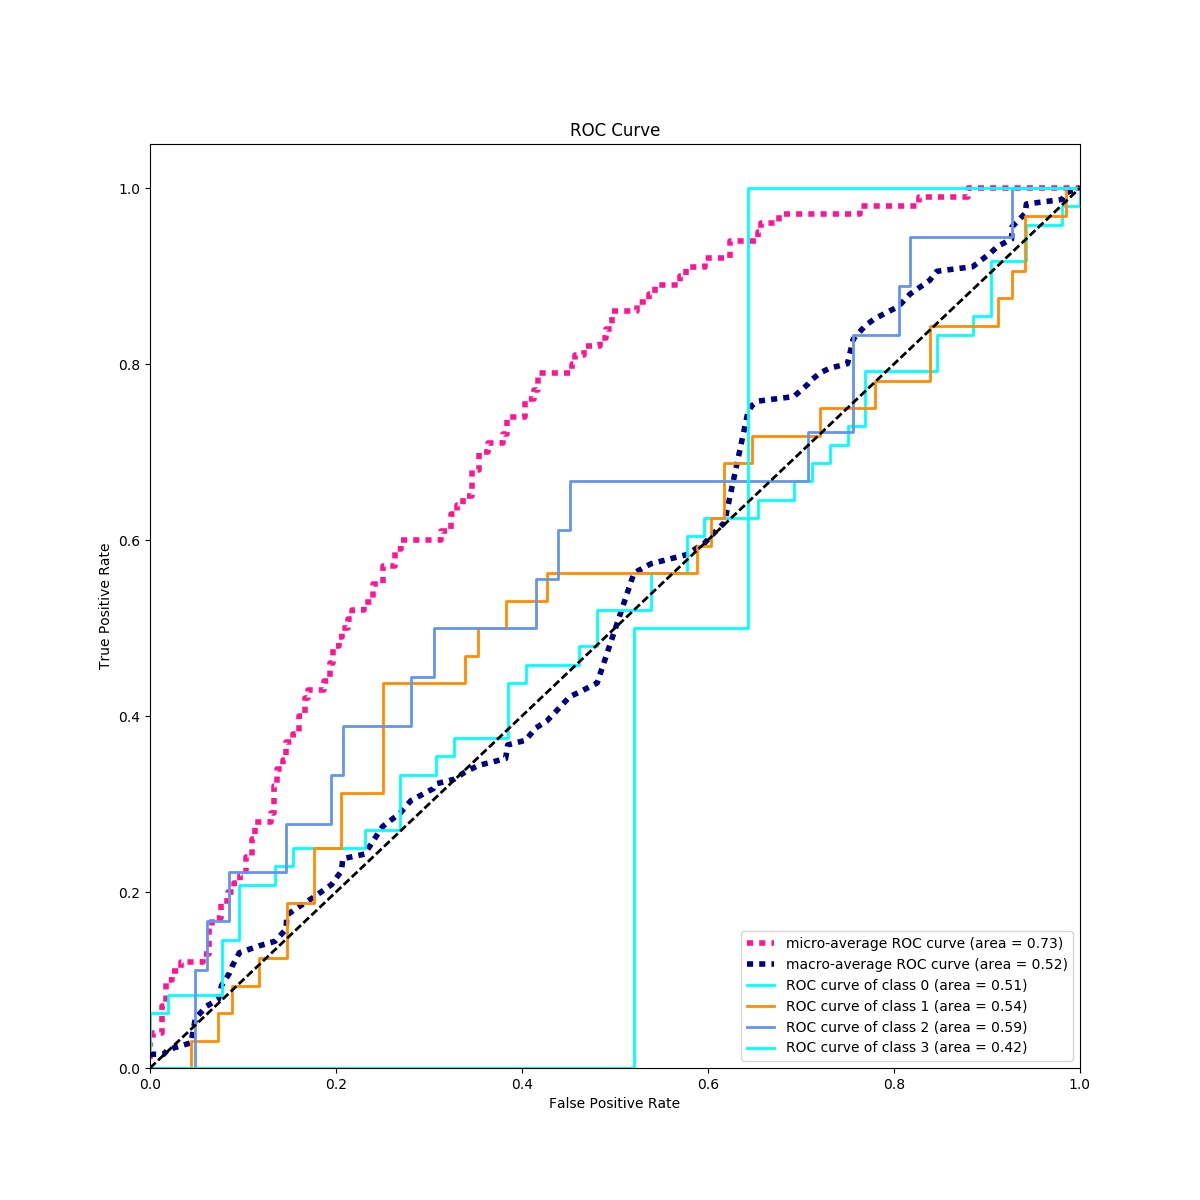 ROC Curve
1.0
0.8
0.6
0.4
0.2
0.0
True Positive Rate
0.0 0.2 0.4 0.6 0.8 1.0
False Positive Rate
micro-average ROC curve (area = 0.73)
macro-average ROC curve (area = 0.52)
ROC curve of class 0 (area = 0.51)
ROC curve of class 1 (area = 0.54)
ROC curve of class 2 (area = 0.59)
ROC curve of class 3 (area = 0.42)